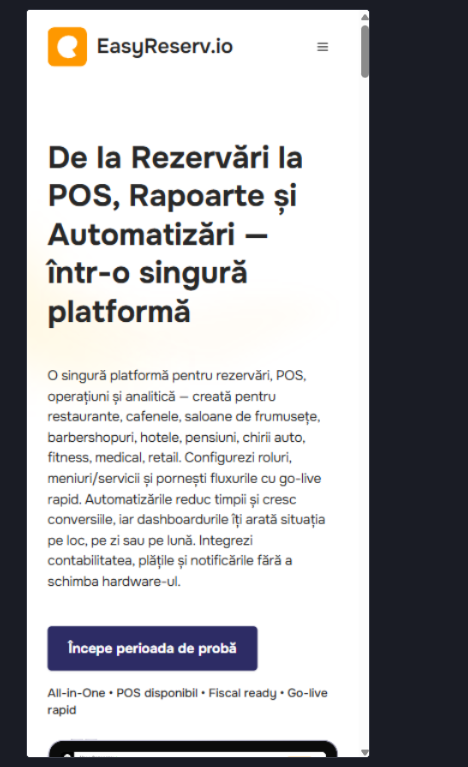 EasyReserv.io
De la Rezervări la
POS, Rapoarte și
Automatizări —
într-o singură
platformă
O singură platformă pentru rezervări, POS,
operațiuni și analitică — creată pentru
restaurante, cafenele, saloane de frumusețe,
barbershopuri, hoteluri, pensiuni, chirii auto,
fitness, medical, retail. Configurezi roluri,
meniuri/servicii și pornești fluxurile cu go-live
rapid. Automatizările reduc timpii și cresc
conversiile, iar dashboardurile îți arată situația
pe loc, pe zi sau pe lună. Integrezi
contabilitatea, plățile și notificările fără a
schimba hardware-ul.
Începe perioada de probă
All-in-One • POS disponibil • Fiscal ready • Go-live
rapid